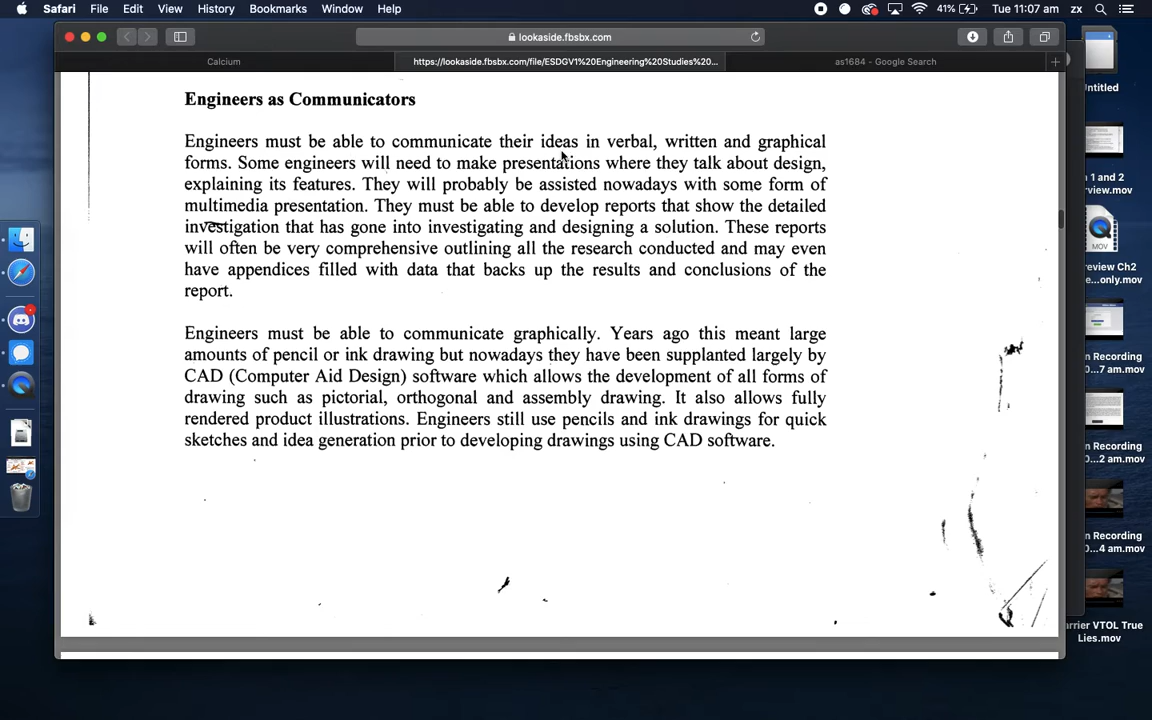 Safari File Edit View History Bookmarks Window Help 41% Tue 11:07 am zx
lookaside.fbsbx.com
Calcium https://lookaside.fbsbx.com/file/ESDGV1%20Engineering%20Studies%20... as1684 - Google Search
Engineers as Communicators
Engineers must be able to communicate their ideas in verbal, written and graphical
forms. Some engineers will need to make presentations where they talk about design,
explaining its features. They will probably be assisted nowadays with some form of
multimedia presentation. They must be able to develop reports that show the detailed
investigation that has gone into investigating and designing a solution. These reports
will often be very comprehensive outlining all the research conducted and may even
have appendices filled with data that backs up the results and conclusions of the
report.
Engineers must be able to communicate graphically. Years ago this meant large
amounts of pencil or ink drawing but nowadays they have been supplanted largely by
CAD (Computer Aid Design) software which allows the development of all forms of
drawing such as pictorial, orthogonal and assembly drawing. It also allows fully
rendered product illustrations. Engineers still use pencils and ink drawings for quick
sketches and idea generation prior to developing drawings using CAD software.
ntitled
1 and 2
rview.mov
MOV
review Ch2
e...only.mov
n Recording
0...7 am.mov
n Recording
0...2 am.mov
n Recording
0...4 am.mov
arrier VTOL True
Lies.mov